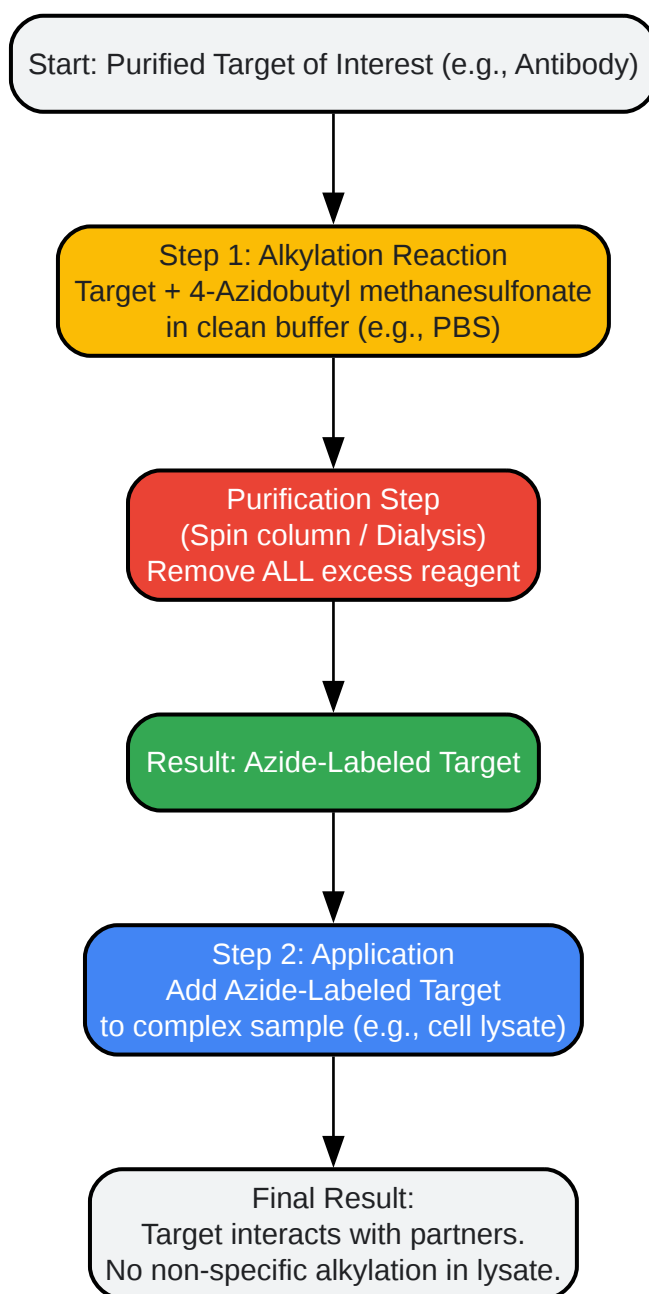 Start: Purified Target of Interest (e.g., Antibody)
Step 1: Alkylation Reaction
Target + 4-Azidobutyl methanesulfonate
in clean buffer (e.g., PBS)
Purification Step
(Spin column / Dialysis)
Remove ALL excess reagent
Result: Azide-Labeled Target
Step 2: Application
Add Azide-Labeled Target
to complex sample (e.g., cell lysate)
Final Result:
Target interacts with partners.
No non-specific alkylation in lysate.